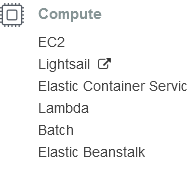 Compute
EC2
Lightsail
Elastic Container Servic
Lambda
Batch
Elastic Beanstalk